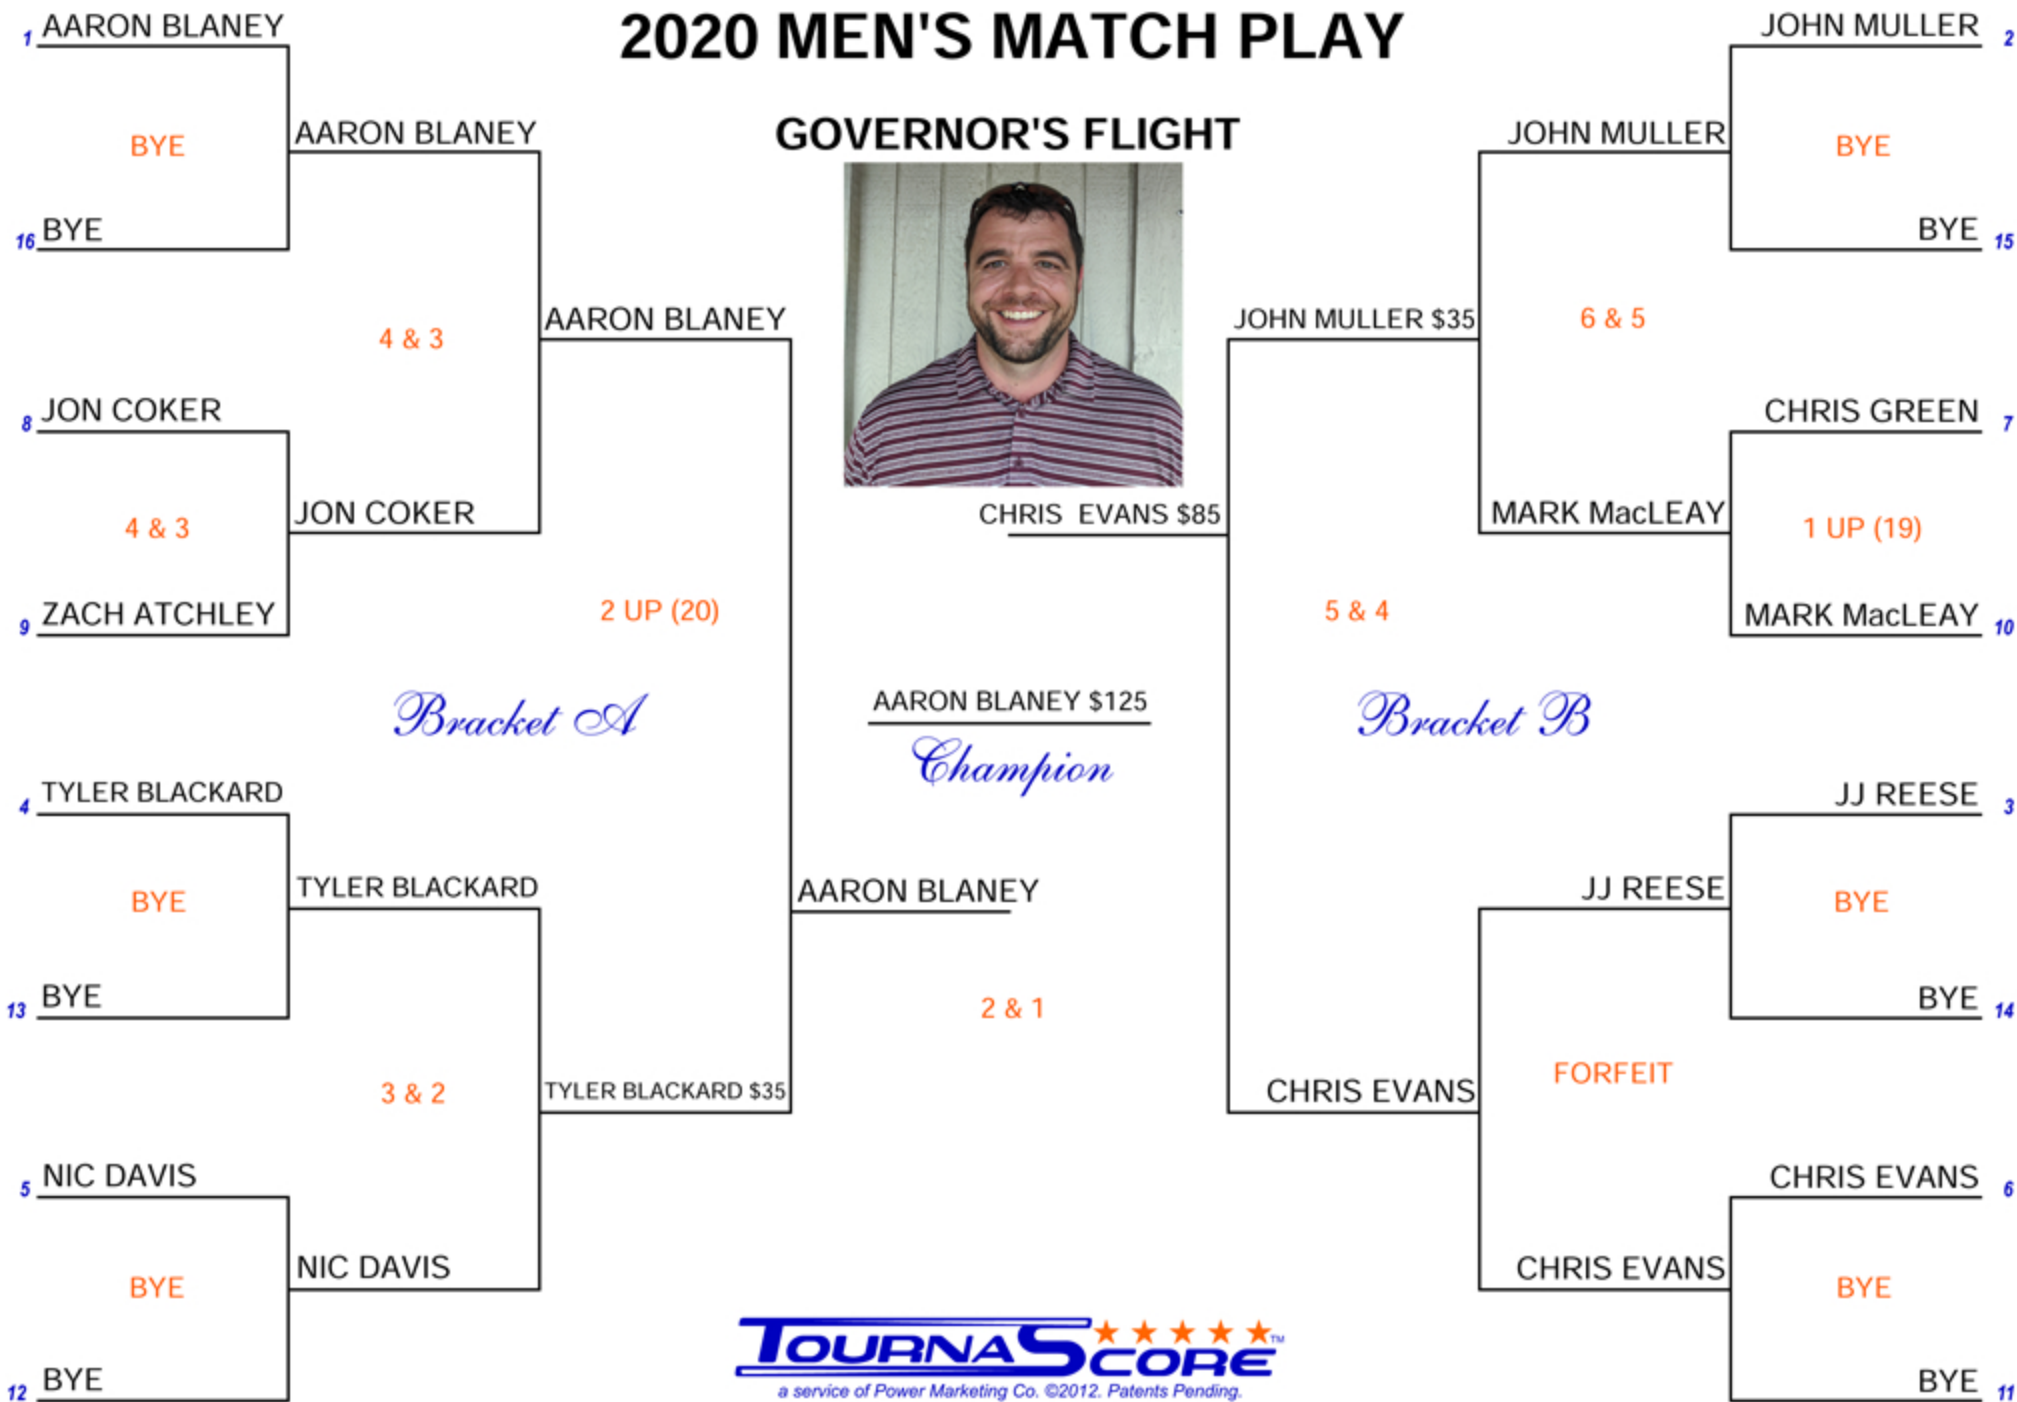 2020 MEN'S MATCH PLAY
GOVERNOR'S FLIGHT
1 AARON BLANEY
BYE
16 BYE
AARON BLANEY
4 & 3
8 JON COKER
4 & 3
9 ZACH ATCHLEY
JON COKER
AARON BLANEY
2 UP (20)
Bracket A
4 TYLER BLACKARD
BYE
13 BYE
TYLER BLACKARD
3 & 2
5 NIC DAVIS
BYE
12 BYE
NIC DAVIS
TYLER BLACKARD $35
AARON BLANEY
2 & 1
CHRIS EVANS $85
AARON BLANEY $125
Champion
JOHN MULLER 2
BYE
BYE 15
JOHN MULLER
6 & 5
CHRIS GREEN 7
1 UP (19)
MARK MacLEAY 10
MARK MacLEAY
JOHN MULLER $35
5 & 4
Bracket B
JJ REESE 3
BYE
BYE 14
JJ REESE
FORFEIT
CHRIS EVANS 6
BYE
BYE 11
CHRIS EVANS
CHRIS EVANS
TOURNASCORE TM
a service of Power Marketing Co. ©2012. Patents Pending.